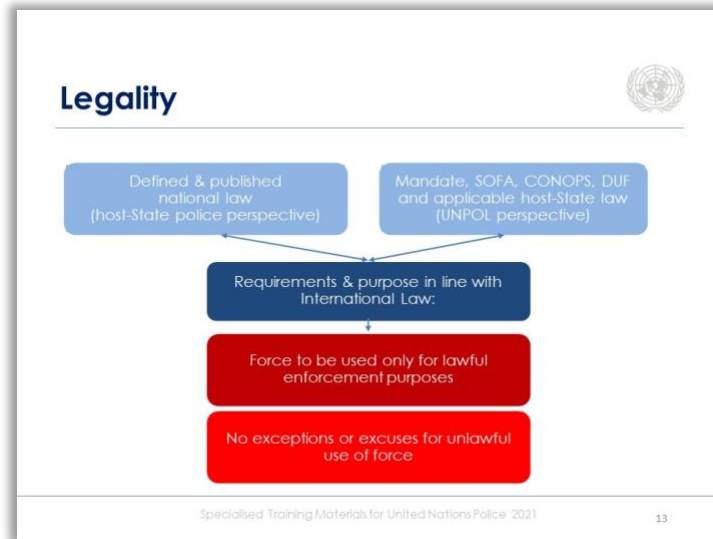 Legality
Defined & published
national law
(host-State police perspective)
Mandate, SOFA, CONOPS, DUF
and applicable host-State law
(UNPOL perspective)
Requirements & purpose in line with
International Law:
Force to be used only for lawful
enforcement purposes
No exceptions or excuses for unlawful
use of force
Specialised Training Materials for United Nations Police 2021
13